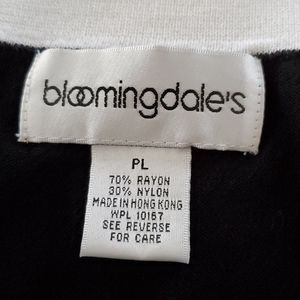 bloomingdale's
PL
70% RAYON
30% NYLON
MADE IN HONG KONG
WPL 10167
SEE REVERSE
FOR CARE